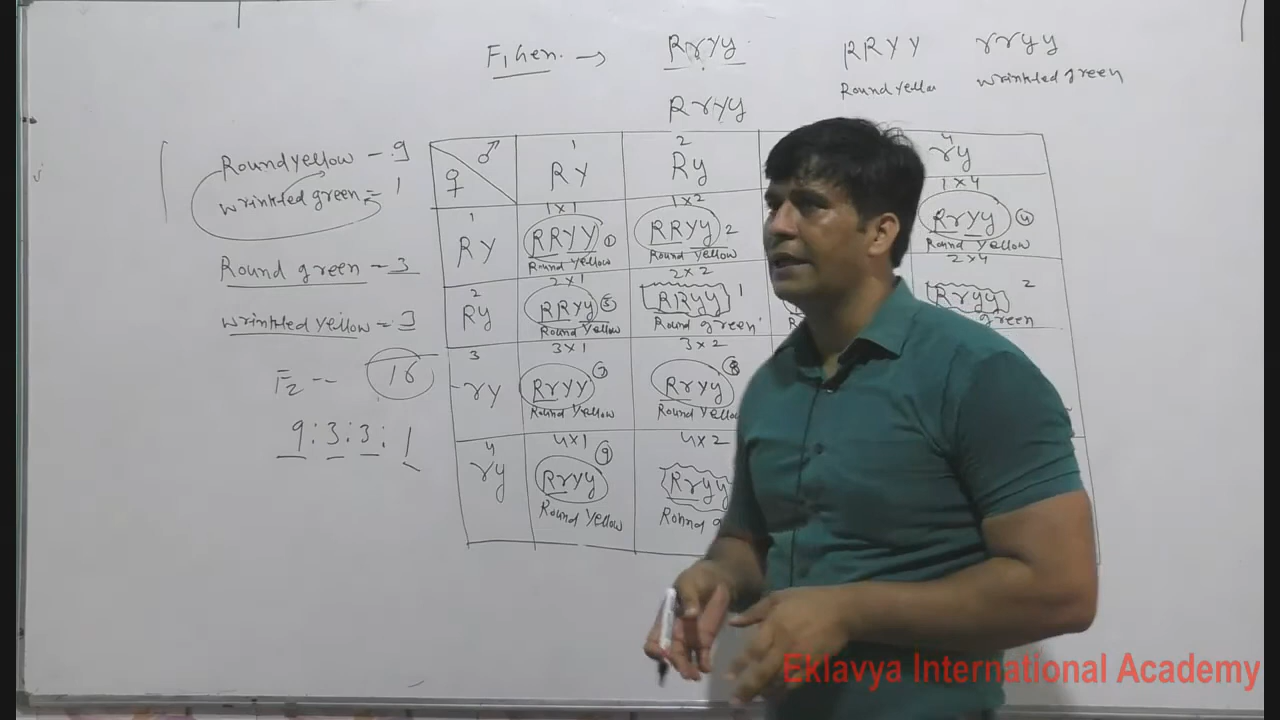 F1 Gen. → RrYy
RRYY rryy
Round Yellow wrinkled green
RrYy
Round yellow - 9
wrinkled green = 1
Round green = 3
wrinkled yellow = 3
F2 -- 16
9:3:3:1
♂ ♀
1 2 4
RY Ry ry
1x1 1x2 1x4
1 RY RRYY 1 RRYy 2 RrYy 4
Round Yellow Round Yellow Round Yellow
2x1 2x2 2x4
2 Ry RRYy 5 RRyy 1 Rryy 2
Round Yellow Round green green
3x1 3x2
3 rY RrYY 7 RrYy 8
Round Yellow Round Yellow
4x1 4x2
4 ry RrYy 9 Rryy
Round Yellow Round
Eklavya International Academy